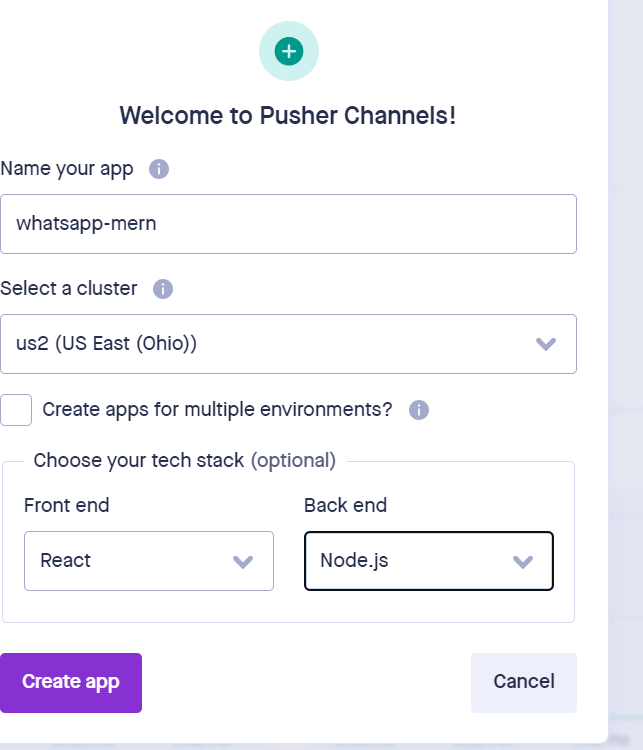 Welcome to Pusher Channels!
Name your app
whatsapp-mern
Select a cluster
us2 (US East (Ohio))
Create apps for multiple environments?
Choose your tech stack (optional)
Front end
Back end
React
Node.js
Create app
Cancel